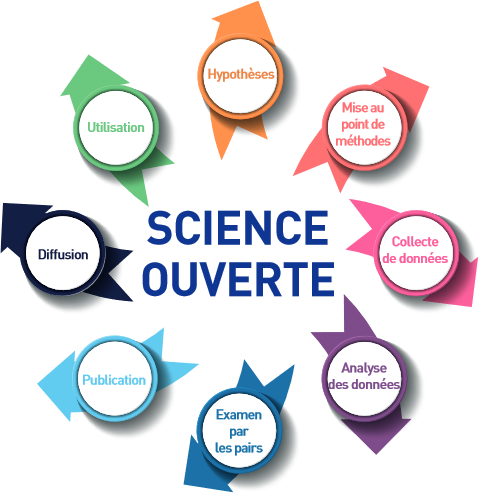 SCIENCE
OUVERTE
Hypothèses
Mise au
point de
méthodes
Collecte
de données
Analyse
des données
Examen
par
les pairs
Publication
Diffusion
Utilisation